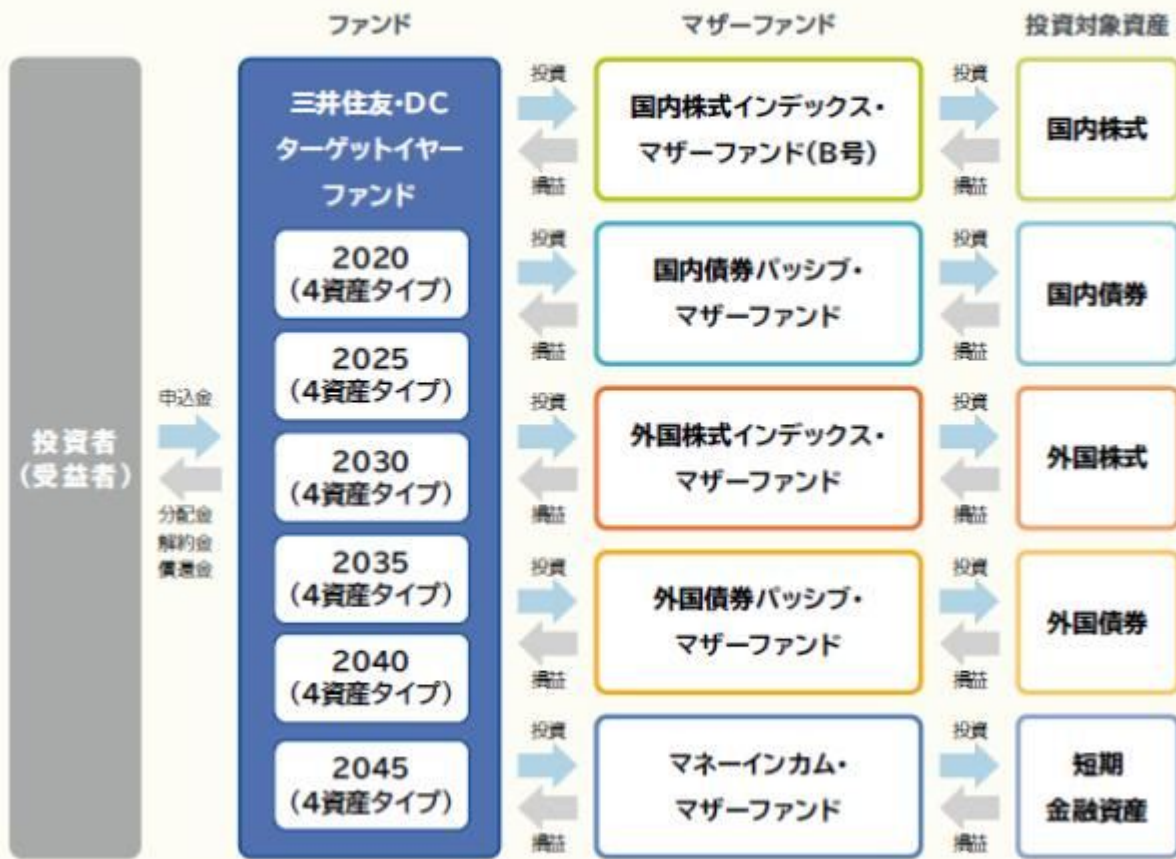 ファンド
マザーファンド
投資対象資産
投資者
(受益者)
申込金
分配金
解約金
償還金
三井住友・DC
ターゲットイヤー
ファンド
2020
(4資産タイプ)
2025
(4資産タイプ)
2030
(4資産タイプ)
2035
(4資産タイプ)
2040
(4資産タイプ)
2045
(4資産タイプ)
投資
損益
国内株式インデックス・
マザーファンド(B号)
投資
損益
国内株式
投資
損益
国内債券パッシブ・
マザーファンド
投資
損益
国内債券
投資
損益
外国株式インデックス・
マザーファンド
投資
損益
外国株式
投資
損益
外国債券パッシブ・
マザーファンド
投資
損益
外国債券
投資
損益
マネーインカム・
マザーファンド
投資
損益
短期
金融資産